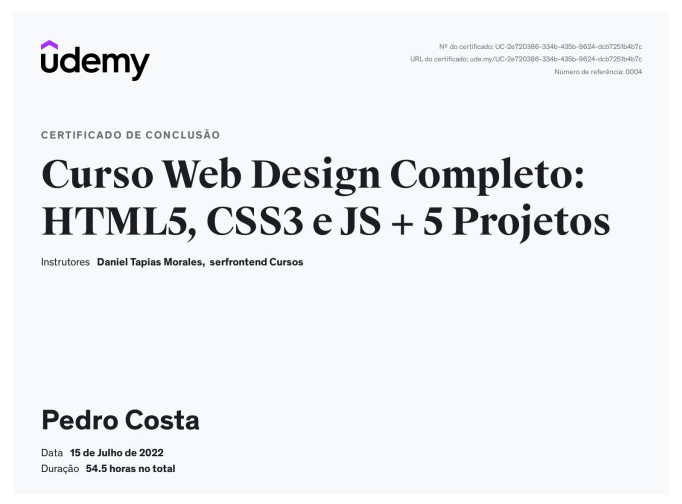 udemy
Nº do certificado: UC-2e720386-334b-435b-9624-dcb7251b4b7c
URL do certificado: ude.my/UC-2e720386-334b-435b-9624-dcb7251b4b7c
Número de referência: 0004
CERTIFICADO DE CONCLUSÃO
Curso Web Design Completo:
HTML5, CSS3 e JS + 5 Projetos
Instrutores Daniel Tapias Morales, serfrontend Cursos
Pedro Costa
Data 15 de Julho de 2022
Duração 54.5 horas no total